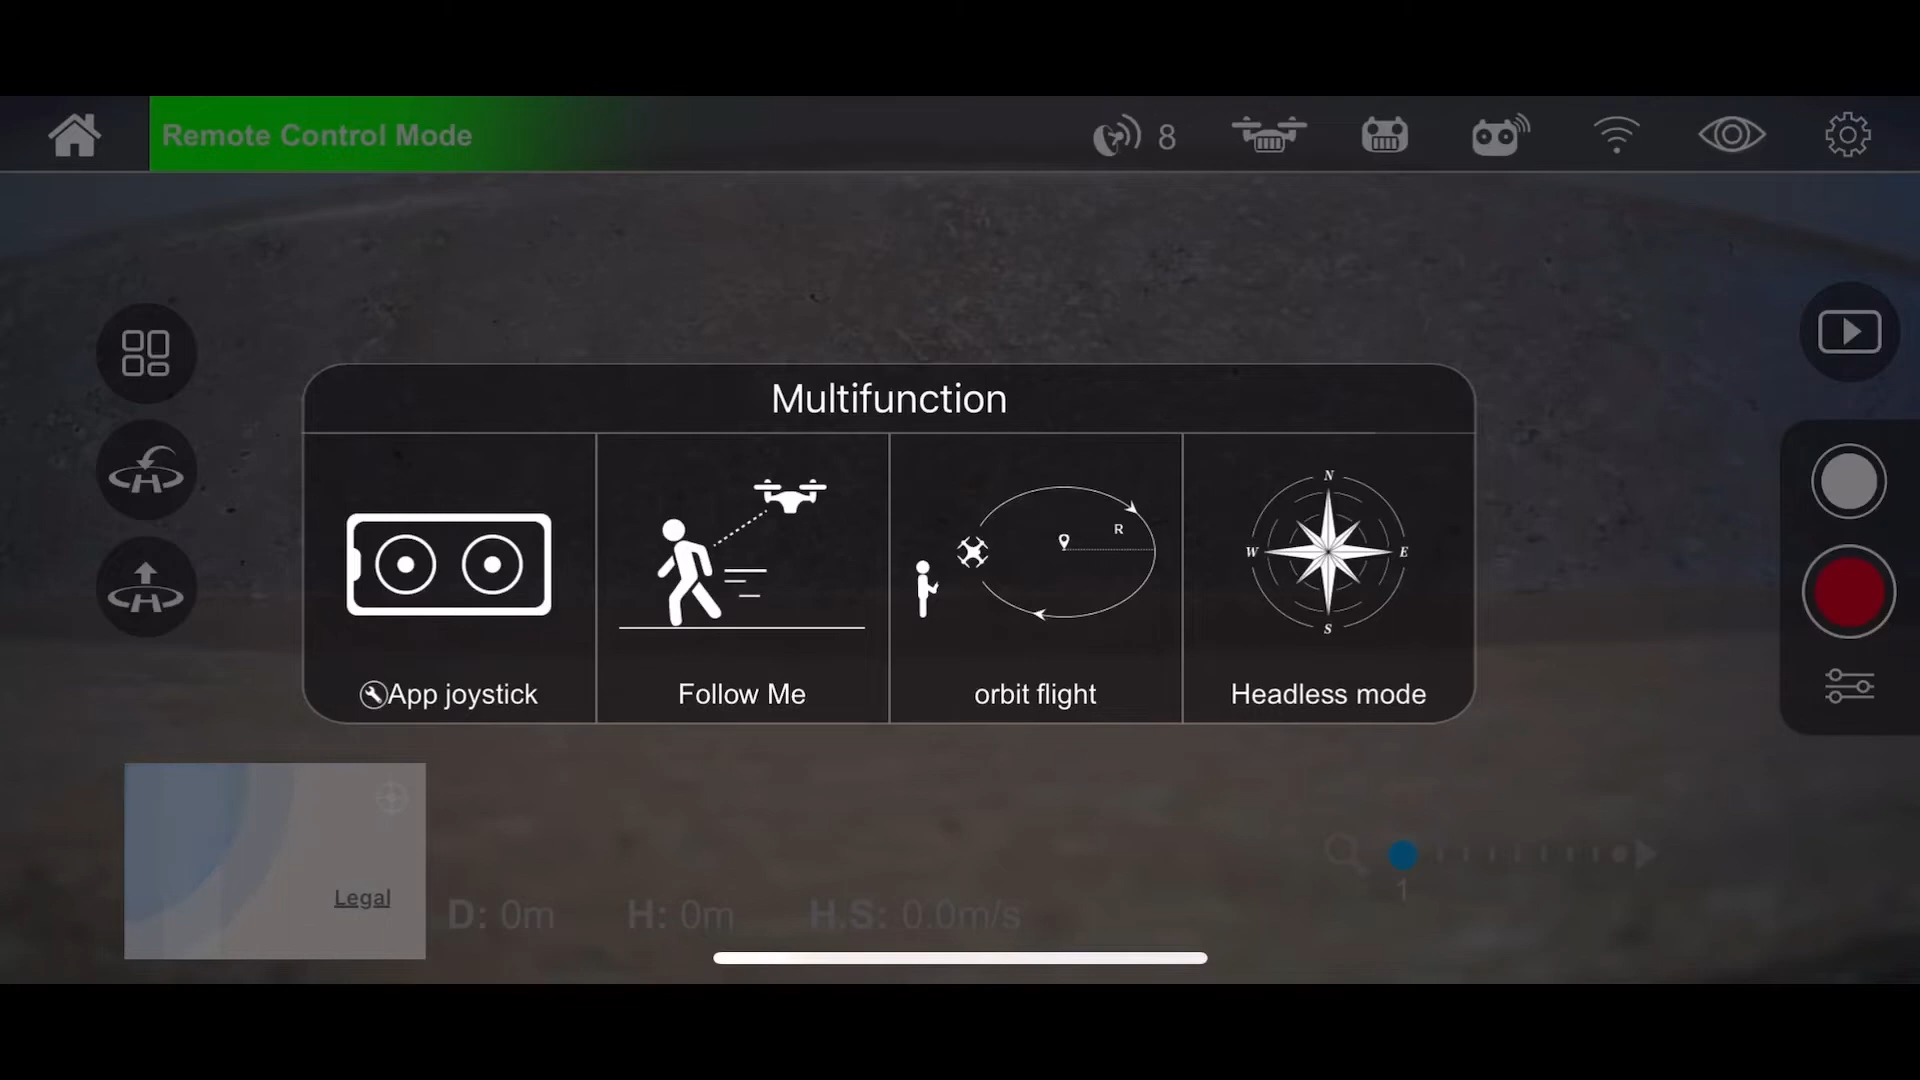 Remote Control Mode
8
Multifunction
R
N
W
E
S
App joystick
Follow Me
orbit flight
Headless mode
Legal
D: 0m
H: 0m
H.S: 0.0m/s
1